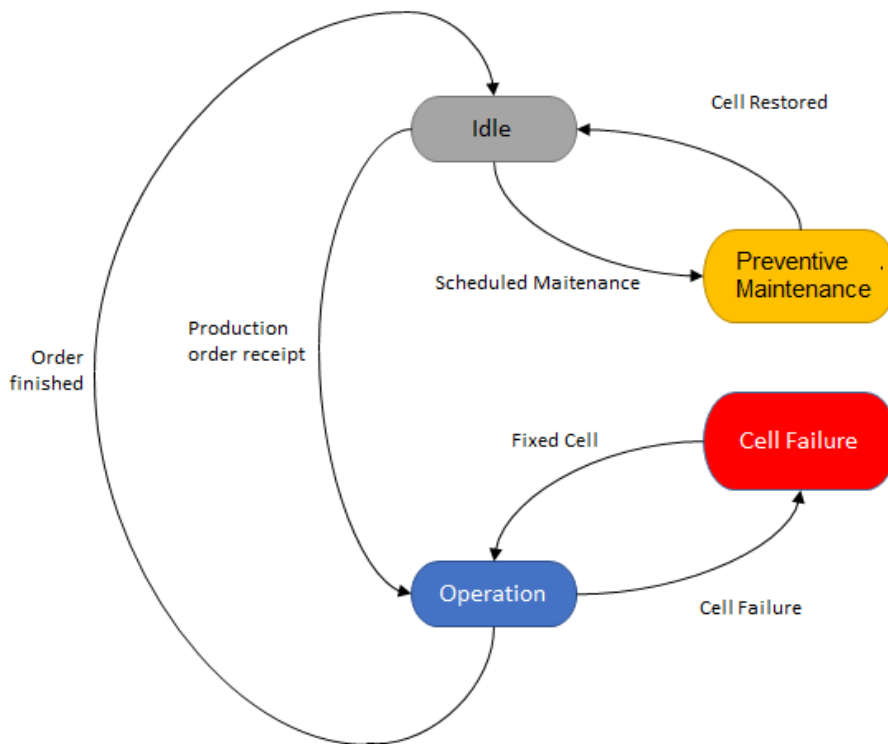 Idle
Cell Restored
Preventive .
Maintenance
Scheduled Maitenance
Production
order receipt
Order
finished
Fixed Cell
Cell Failure
Operation
Cell Failure